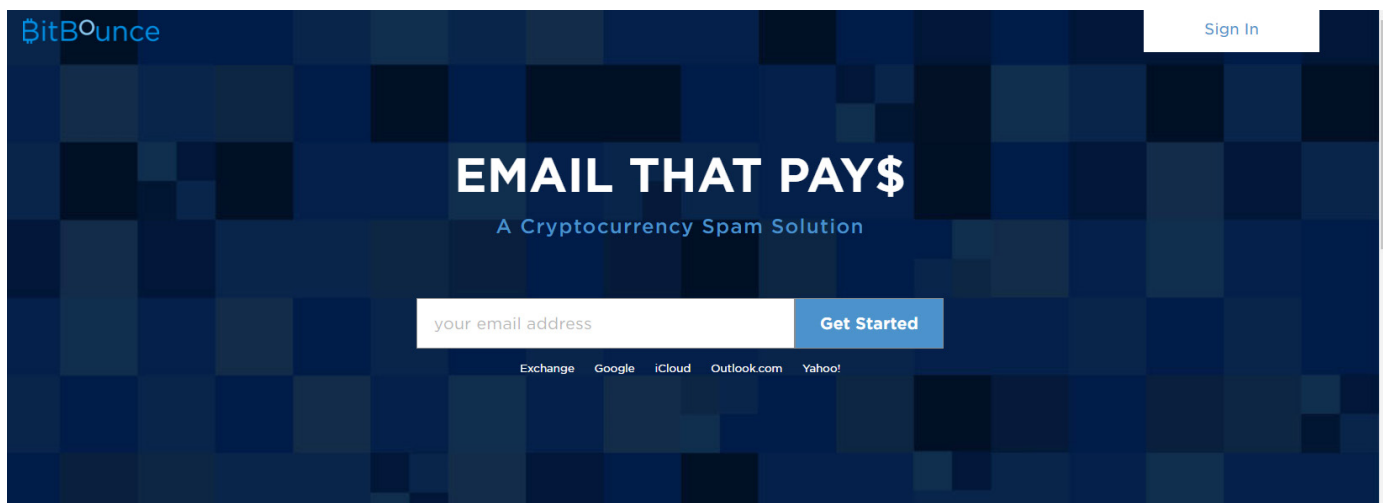 ₿itBOunce
Sign In
EMAIL THAT PAY$
A Cryptocurrency Spam Solution
your email address
Get Started
Exchange Google iCloud Outlook.com Yahoo!